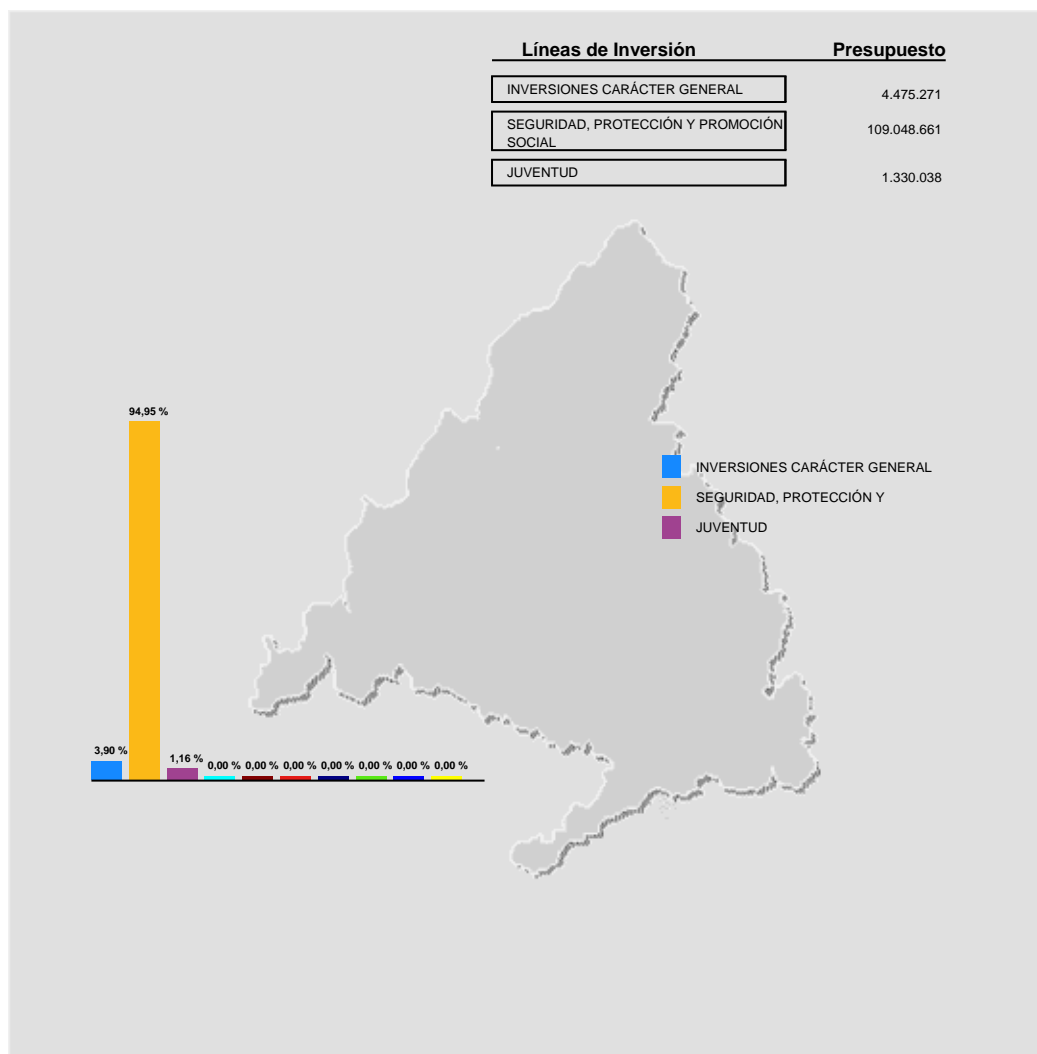 Líneas de Inversión Presupuesto
INVERSIONES CARÁCTER GENERAL 4.475.271
SEGURIDAD, PROTECCIÓN Y PROMOCIÓN
SOCIAL 109.048.661
JUVENTUD 1.330.038
94,95 %
INVERSIONES CARÁCTER GENERAL
SEGURIDAD, PROTECCIÓN Y
JUVENTUD
3,90 % 1,16 % 0,00 % 0,00 % 0,00 % 0,00 % 0,00 % 0,00 % 0,00 %